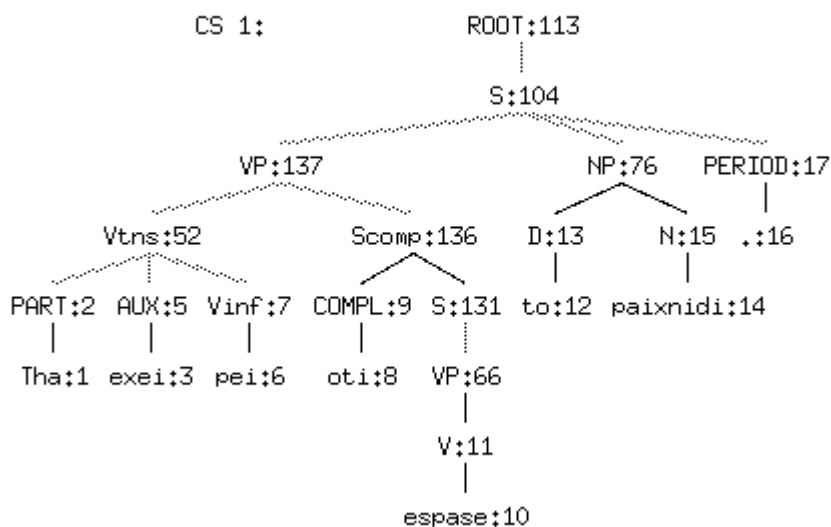 CS 1: ROOT:113
S:104
VP:137 NP:76 PERIOD:17
Vtns:52 Scomp:136 D:13 N:15 .:16
PART:2 AUX:5 Vinf:7 COMPL:9 S:131 to:12 paixnidi:14
Tha:1 exei:3 pei:6 oti:8 VP:66
V:11
espase:10